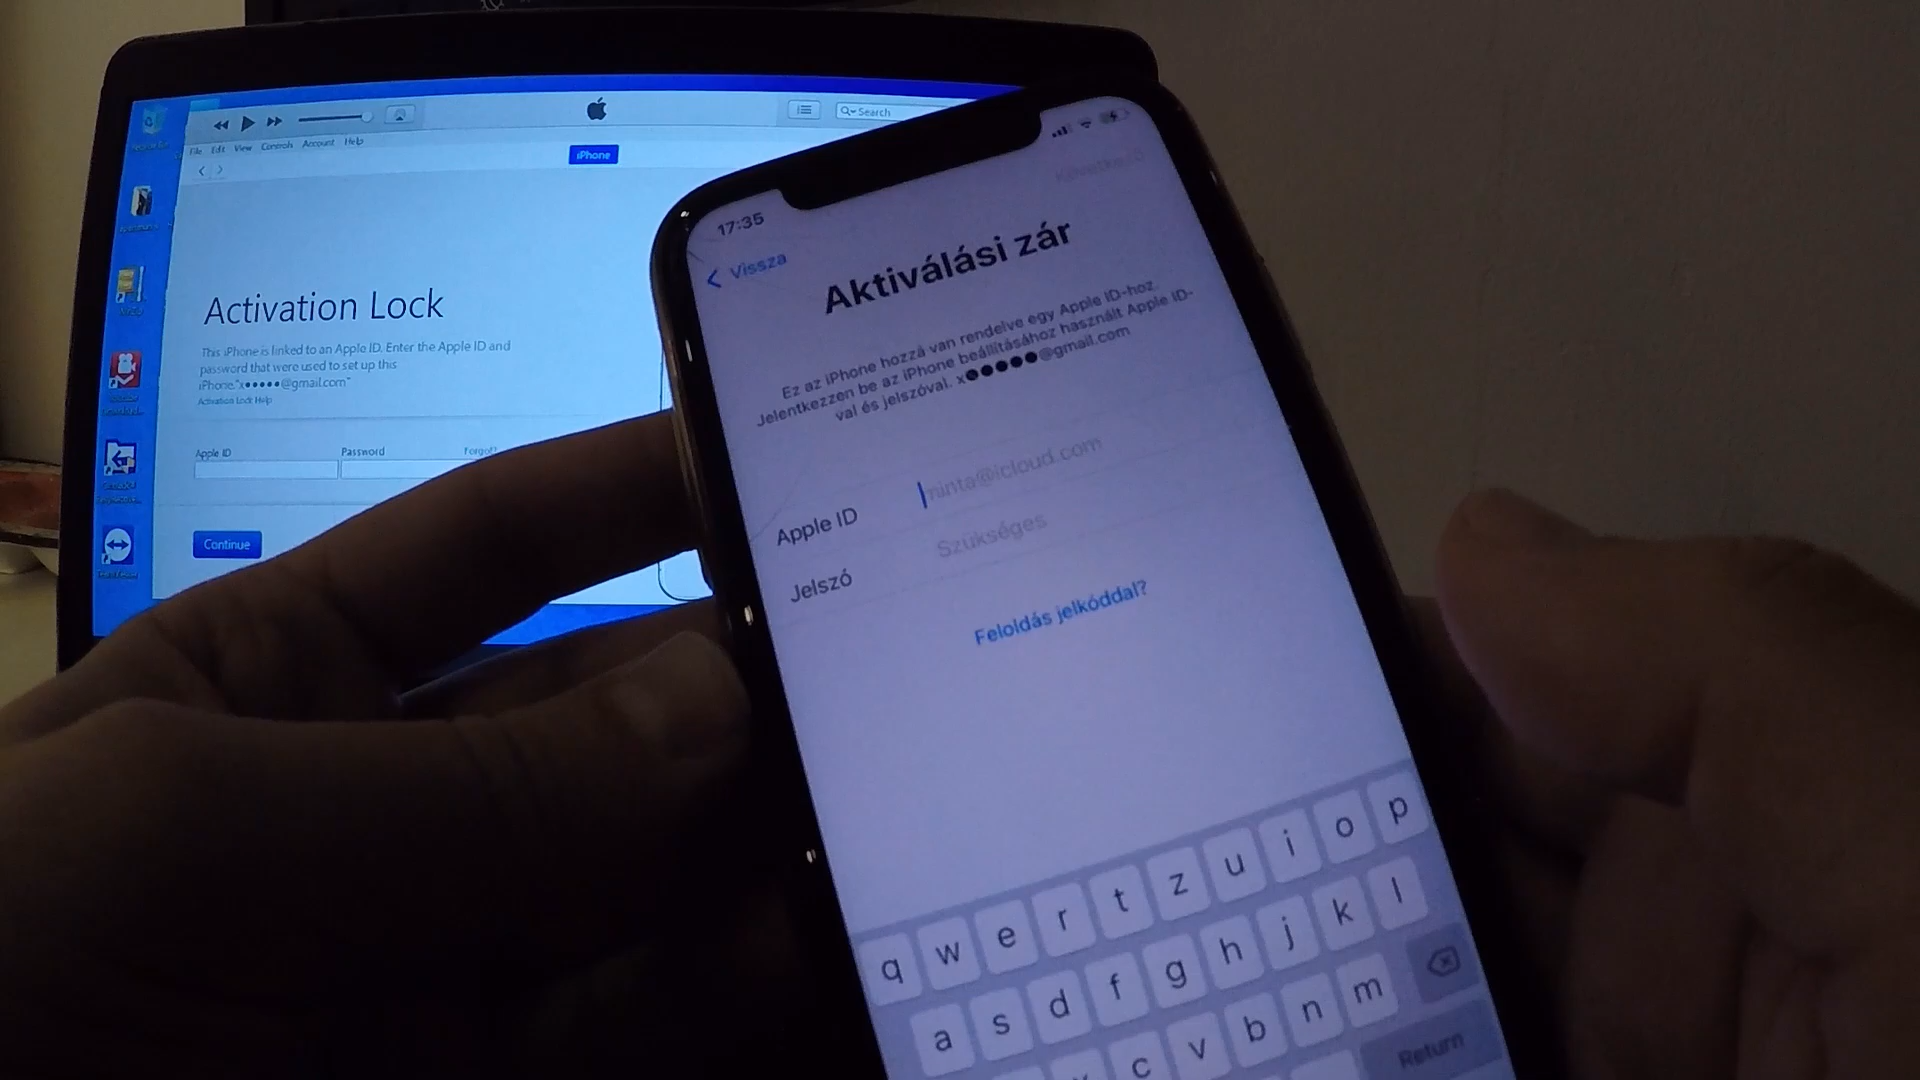 Search
File Edit View Controls Account Help
iPhone
Activation Lock
This iPhone is linked to an Apple ID. Enter the Apple ID and
password that were used to set up this
iPhone."x●●●●●@gmail.com"
Activation Lock Help
Apple ID Password Forgot?
Continue
17:35
Következő
Vissza
Aktiválási zár
Ez az iPhone hozzá van rendelve egy Apple ID-hoz.
Jelentkezzen be az iPhone beállításához használt Apple ID-
val és jelszóval. x●●●●●@gmail.com
Apple ID minta@icloud.com
Jelszó Szükséges
Feloldás jelkóddal?
q w e r t z u i o p
a s d f g h j k l
c v b n m
Return